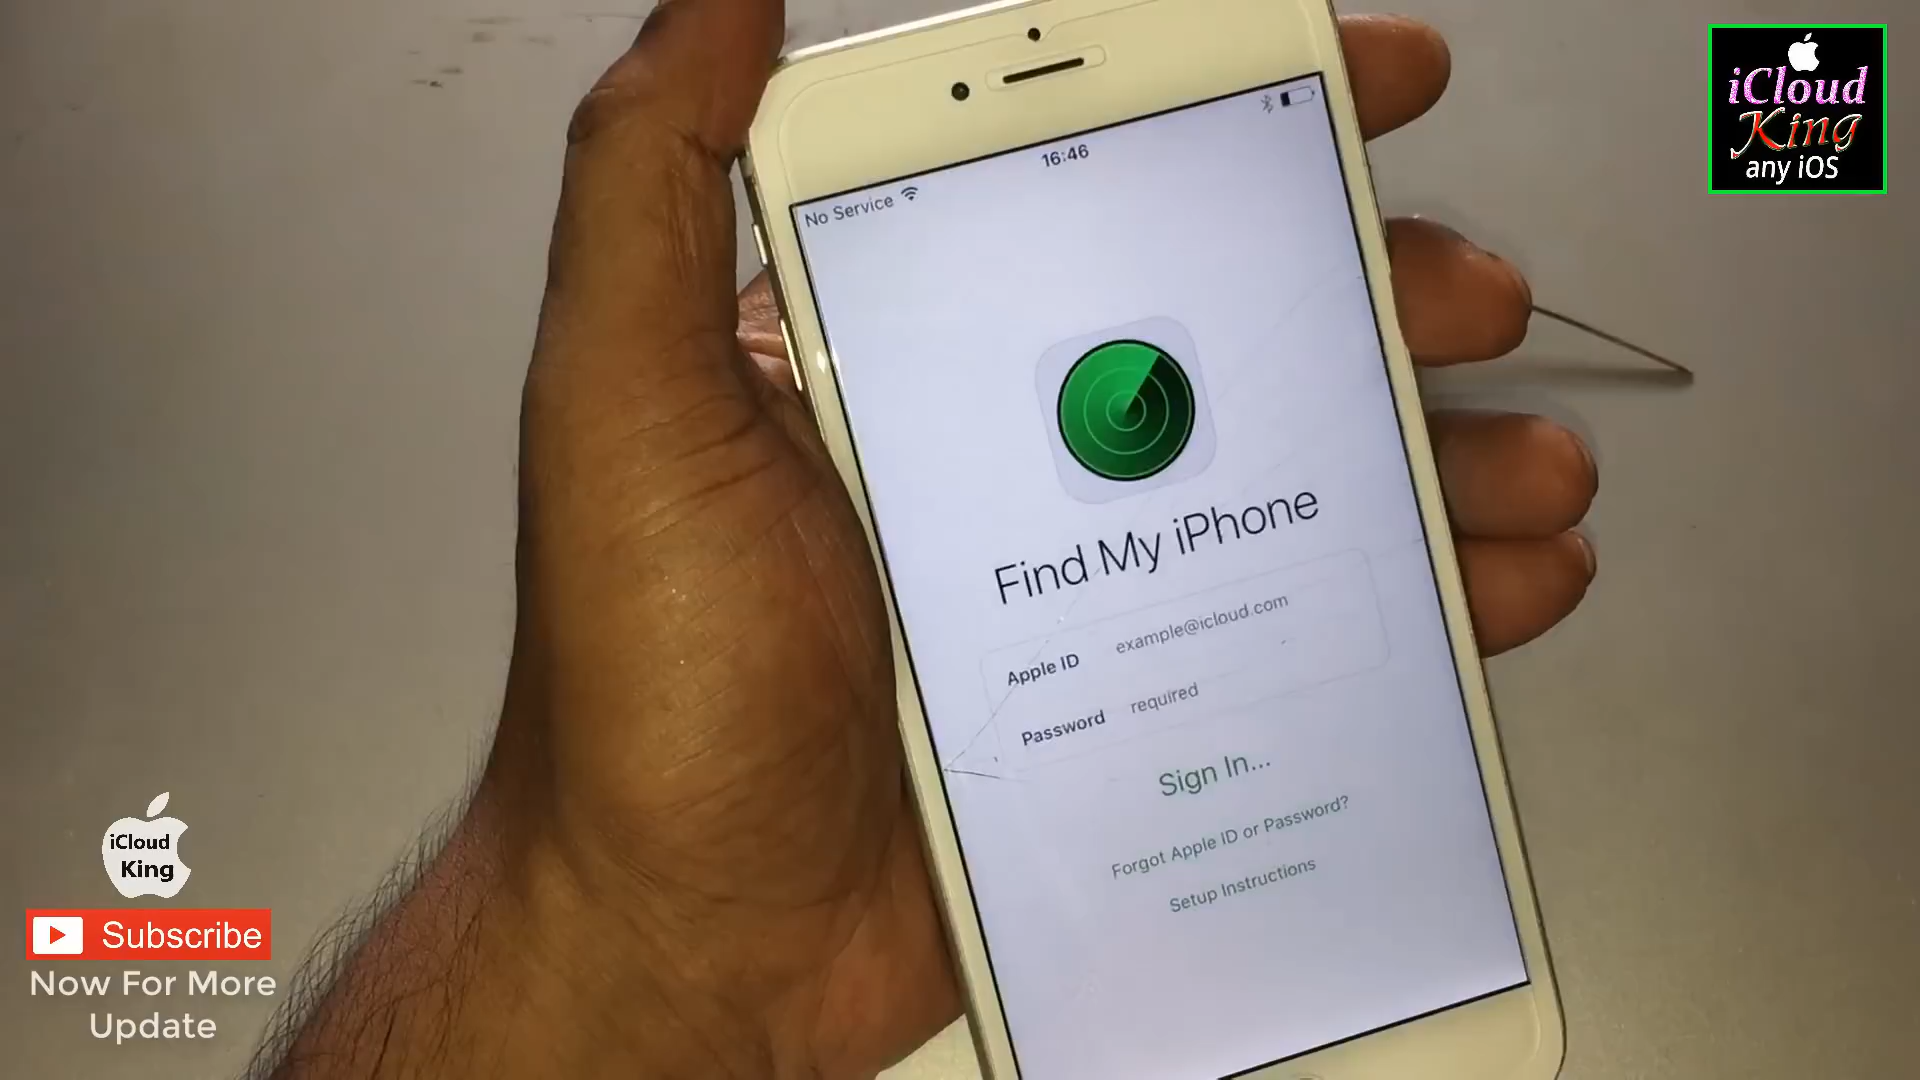 iCloud
King
any iOS
16:46
No Service
Find My iPhone
Apple ID example@icloud.com
Password required
Sign In...
Forgot Apple ID or Password?
Setup Instructions
iCloud
King
Subscribe
Now For More
Update